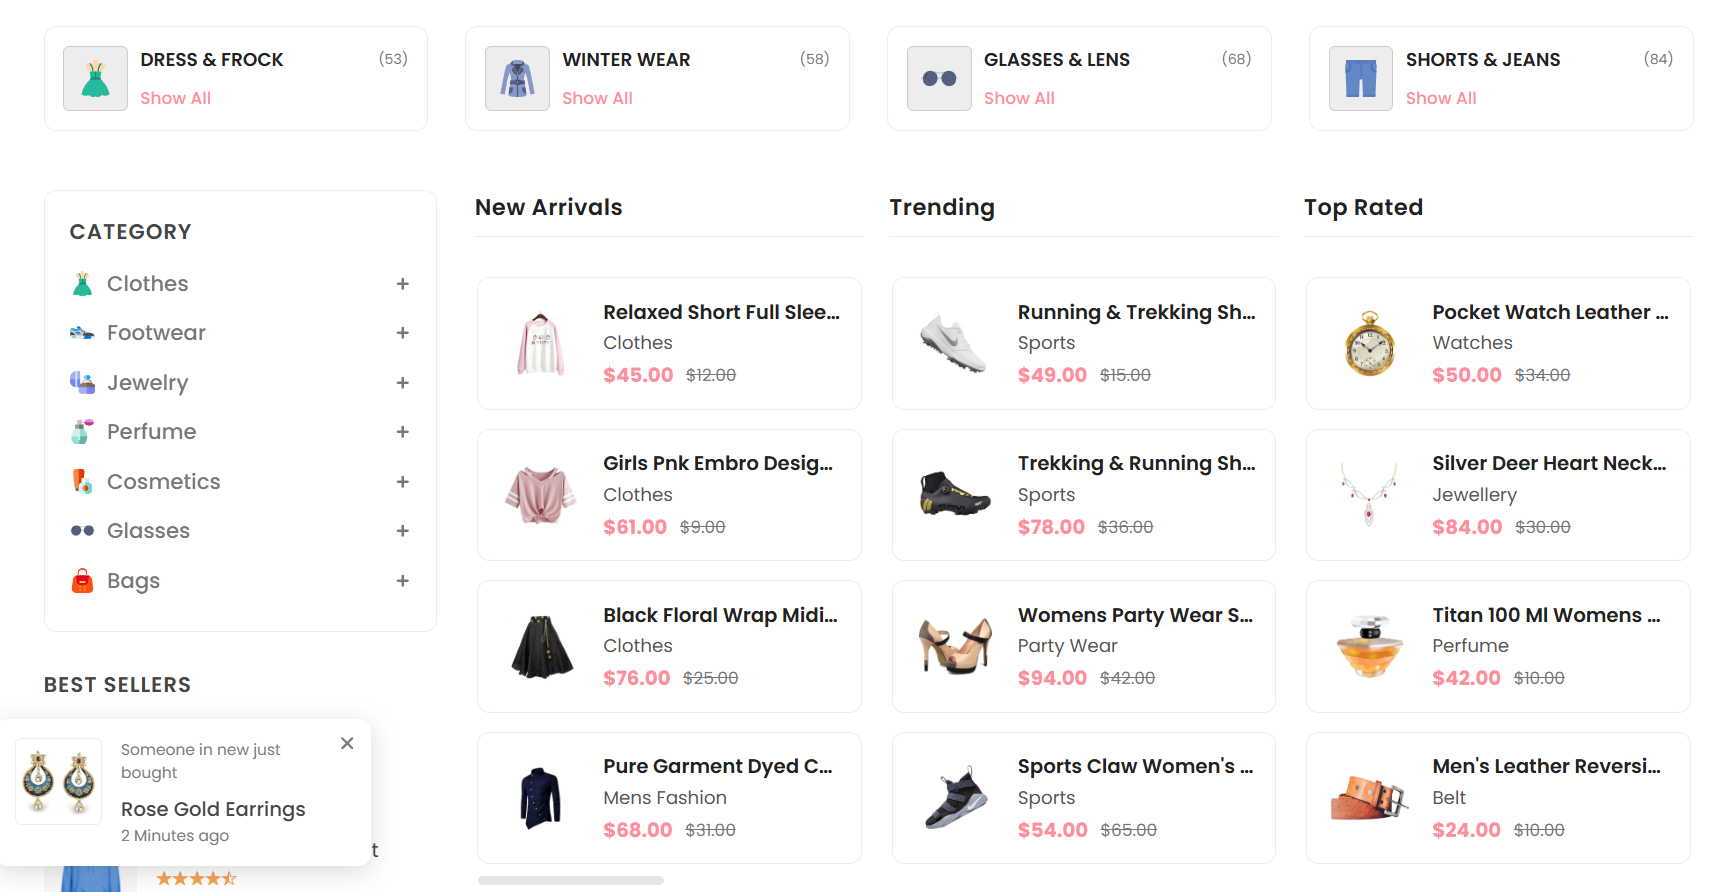 DRESS & FROCK (53)
Show All
WINTER WEAR (58)
Show All
GLASSES & LENS (68)
Show All
SHORTS & JEANS (84)
Show All
CATEGORY
Clothes +
Footwear +
Jewelry +
Perfume +
Cosmetics +
Glasses +
Bags +
BEST SELLERS
Someone in new just
bought
Rose Gold Earrings
2 Minutes ago
t
New Arrivals
Relaxed Short Full Slee...
Clothes
$45.00 $12.00
Girls Pnk Embro Desig...
Clothes
$61.00 $9.00
Black Floral Wrap Midi...
Clothes
$76.00 $25.00
Pure Garment Dyed C...
Mens Fashion
$68.00 $31.00
Trending
Running & Trekking Sh...
Sports
$49.00 $15.00
Trekking & Running Sh...
Sports
$78.00 $36.00
Womens Party Wear S...
Party Wear
$94.00 $42.00
Sports Claw Women's ...
Sports
$54.00 $65.00
Top Rated
Pocket Watch Leather ...
Watches
$50.00 $34.00
Silver Deer Heart Neck...
Jewellery
$84.00 $30.00
Titan 100 Ml Womens ...
Perfume
$42.00 $10.00
Men's Leather Reversi...
Belt
$24.00 $10.00